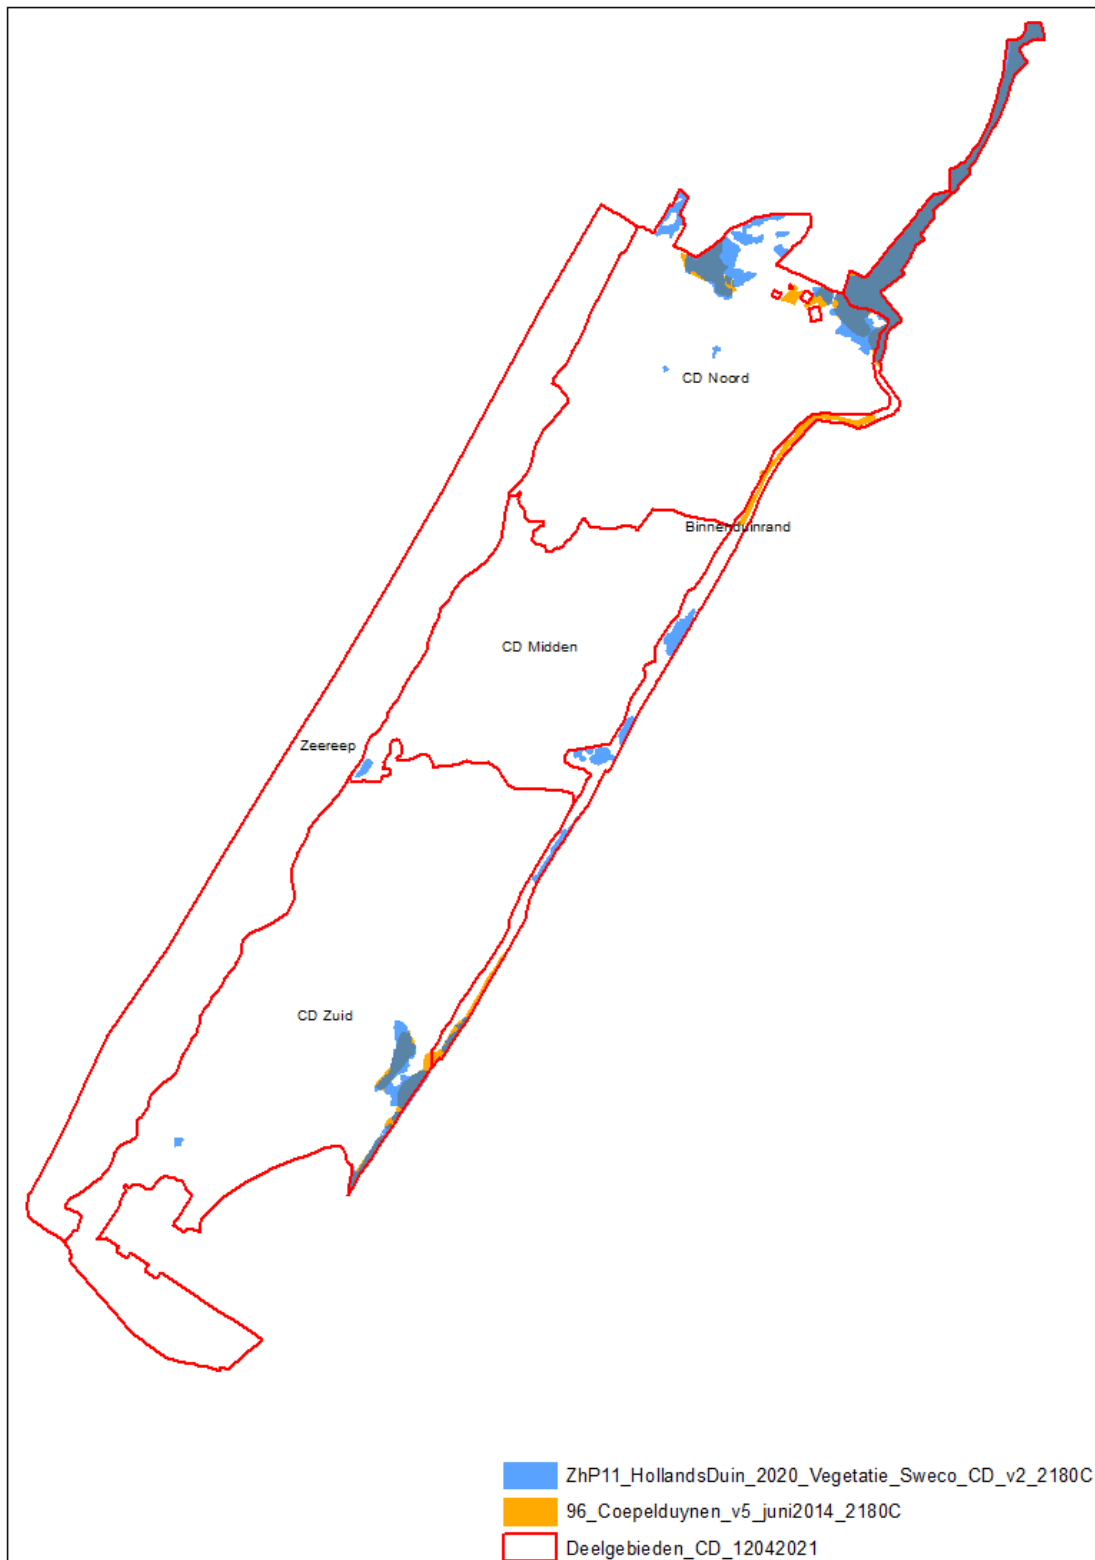 CD Noord
Binnenduinrand
CD Midden
Zeereep
CD Zuid
ZhP11_HollandsDuin_2020_Vegetatie_Sweco_CD_v2_2180C
96_Coepelduynen_v5_juni2014_2180C
Deelgebieden_CD_12042021